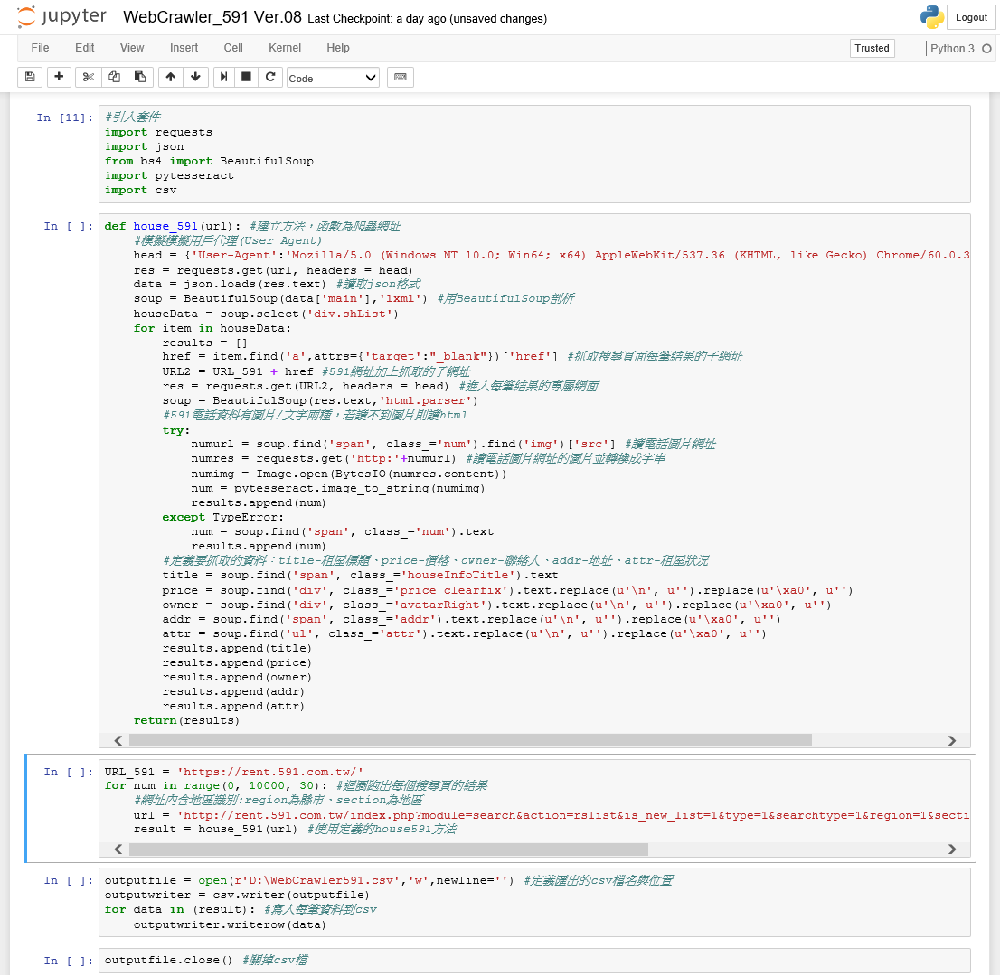 jupyter WebCrawler_591 Ver.08 Last Checkpoint: a day ago (unsaved changes) Logout
File Edit View Insert Cell Kernel Help Trusted Python 3
Code
In [11]: #引入套件
import requests
import json
from bs4 import BeautifulSoup
import pytesseract
import csv
In [ ]: def house_591(url): #建立方法，函數為爬蟲網址
    #模擬模擬用戶代理(User Agent)
    head = {'User-Agent':'Mozilla/5.0 (Windows NT 10.0; Win64; x64) AppleWebKit/537.36 (KHTML, like Gecko) Chrome/60.0.3
    res = requests.get(url, headers = head)
    data = json.loads(res.text) #讀取json格式
    soup = BeautifulSoup(data['main'],'lxml') #用BeautifulSoup剖析
    houseData = soup.select('div.shList')
    for item in houseData:
        results = []
        href = item.find('a',attrs={'target':"_blank"})['href'] #抓取搜尋頁面每筆結果的子網址
        URL2 = URL_591 + href #591網址加上抓取的子網址
        res = requests.get(URL2, headers = head) #進入每筆結果的專屬網面
        soup = BeautifulSoup(res.text,'html.parser')
        #591電話資料有圖片/文字兩種，若讀不到圖片則讀html
        try:
            numurl = soup.find('span', class_='num').find('img')['src'] #讀電話圖片網址
            numres = requests.get('http:'+numurl) #讀電話圖片網址的圖片並轉換成字串
            numimg = Image.open(BytesIO(numres.content))
            num = pytesseract.image_to_string(numimg)
            results.append(num)
        except TypeError:
            num = soup.find('span', class_='num').text
            results.append(num)
        #定義要抓取的資料：title-租屋標題、price-價格、owner-聯絡人、addr-地址、attr-租屋狀況
        title = soup.find('span', class_='houseInfoTitle').text
        price = soup.find('div', class_='price clearfix').text.replace(u'\n', u'').replace(u'\xa0', u'')
        owner = soup.find('div', class_='avatarRight').text.replace(u'\n', u'').replace(u'\xa0', u'')
        addr = soup.find('span', class_='addr').text.replace(u'\n', u'').replace(u'\xa0', u'')
        attr = soup.find('ul', class_='attr').text.replace(u'\n', u'').replace(u'\xa0', u'')
        results.append(title)
        results.append(price)
        results.append(owner)
        results.append(addr)
        results.append(attr)
    return(results)
In [ ]: URL_591 = 'https://rent.591.com.tw/'
for num in range(0, 10000, 30): #迴圈跑出每個搜尋頁的結果
    #網址內含地區識別:region為縣市、section為地區
    url = 'http://rent.591.com.tw/index.php?module=search&action=rslist&is_new_list=1&type=1&searchtype=1&region=1&secti
    result = house_591(url) #使用定義的house591方法
In [ ]: outputfile = open(r'D:\WebCrawler591.csv','w',newline='') #定義匯出的csv檔名與位置
outputwriter = csv.writer(outputfile)
for data in (result): #寫入每筆資料到csv
    outputwriter.writerow(data)
In [ ]: outputfile.close() #關掉csv檔